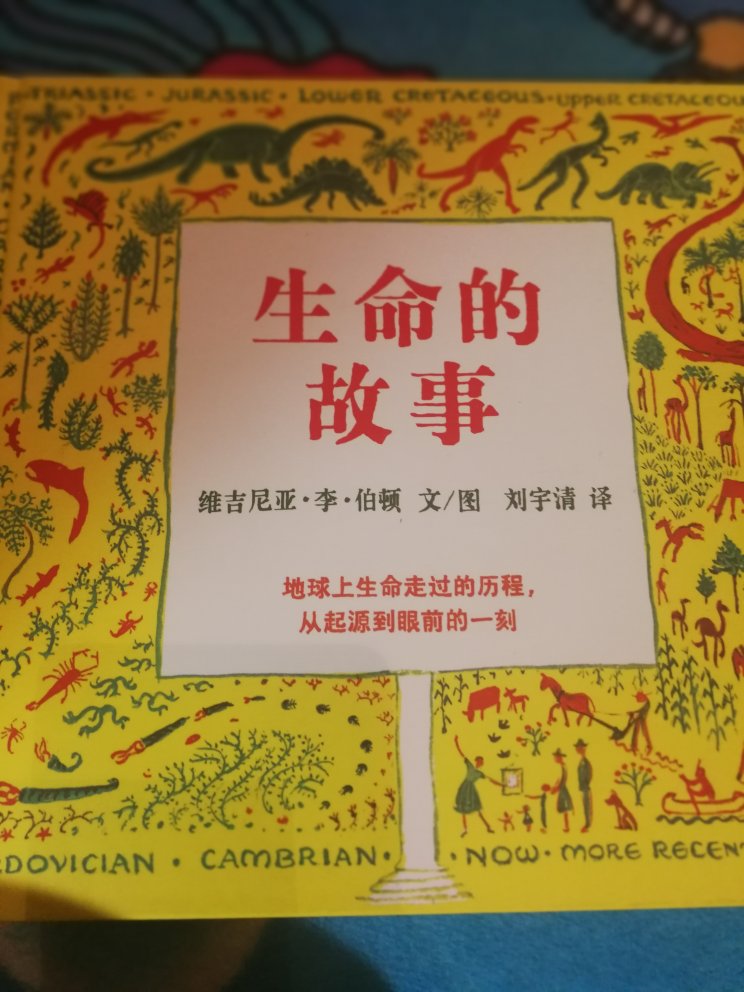 TRIASSIC · JURASSIC · LOWER CRETACEOUS · UPPER CRETACEOUS
生命的
故事
维吉尼亚·李·伯顿 文/图 刘宇清 译
地球上生命走过的历程，
从起源到眼前的一刻
DOVICIAN · CAMBRIAN · · NOW · MORE RECENT